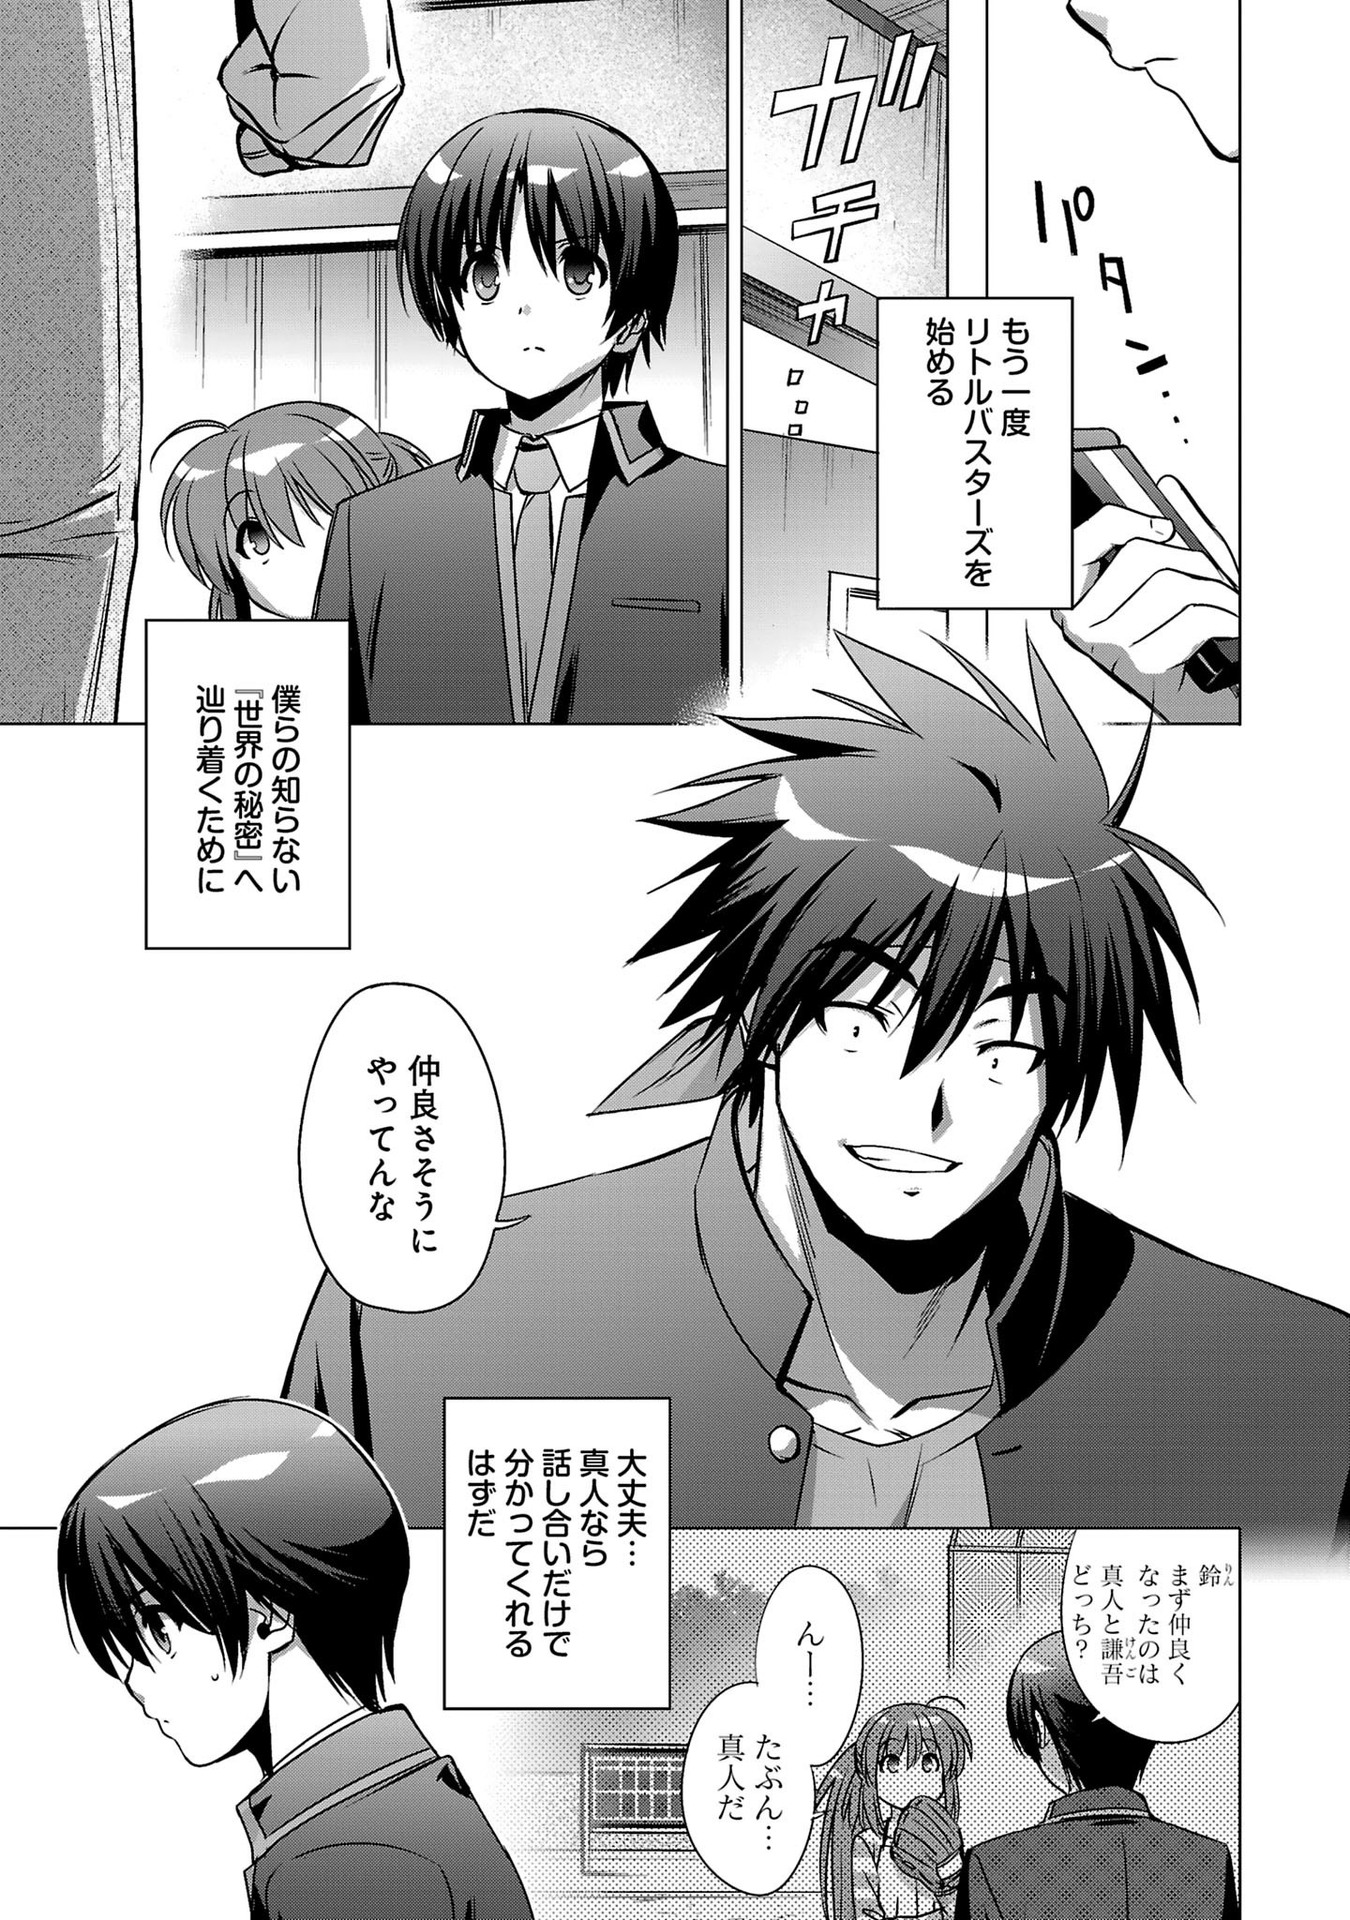 パタン…
ガチャ
…
もう一度
リトルバスターズを
始める
僕らの知らない
『世界の秘密』へ
辿り着くために
仲良さそうに
やってんな
鈴
りん
まず仲良く
なったのは
真人と謙吾
けんご
どっち？
んー…
たぶん…
真人だ
大丈夫…
真人なら
話し合いだけで
分かってくれる
はずだ